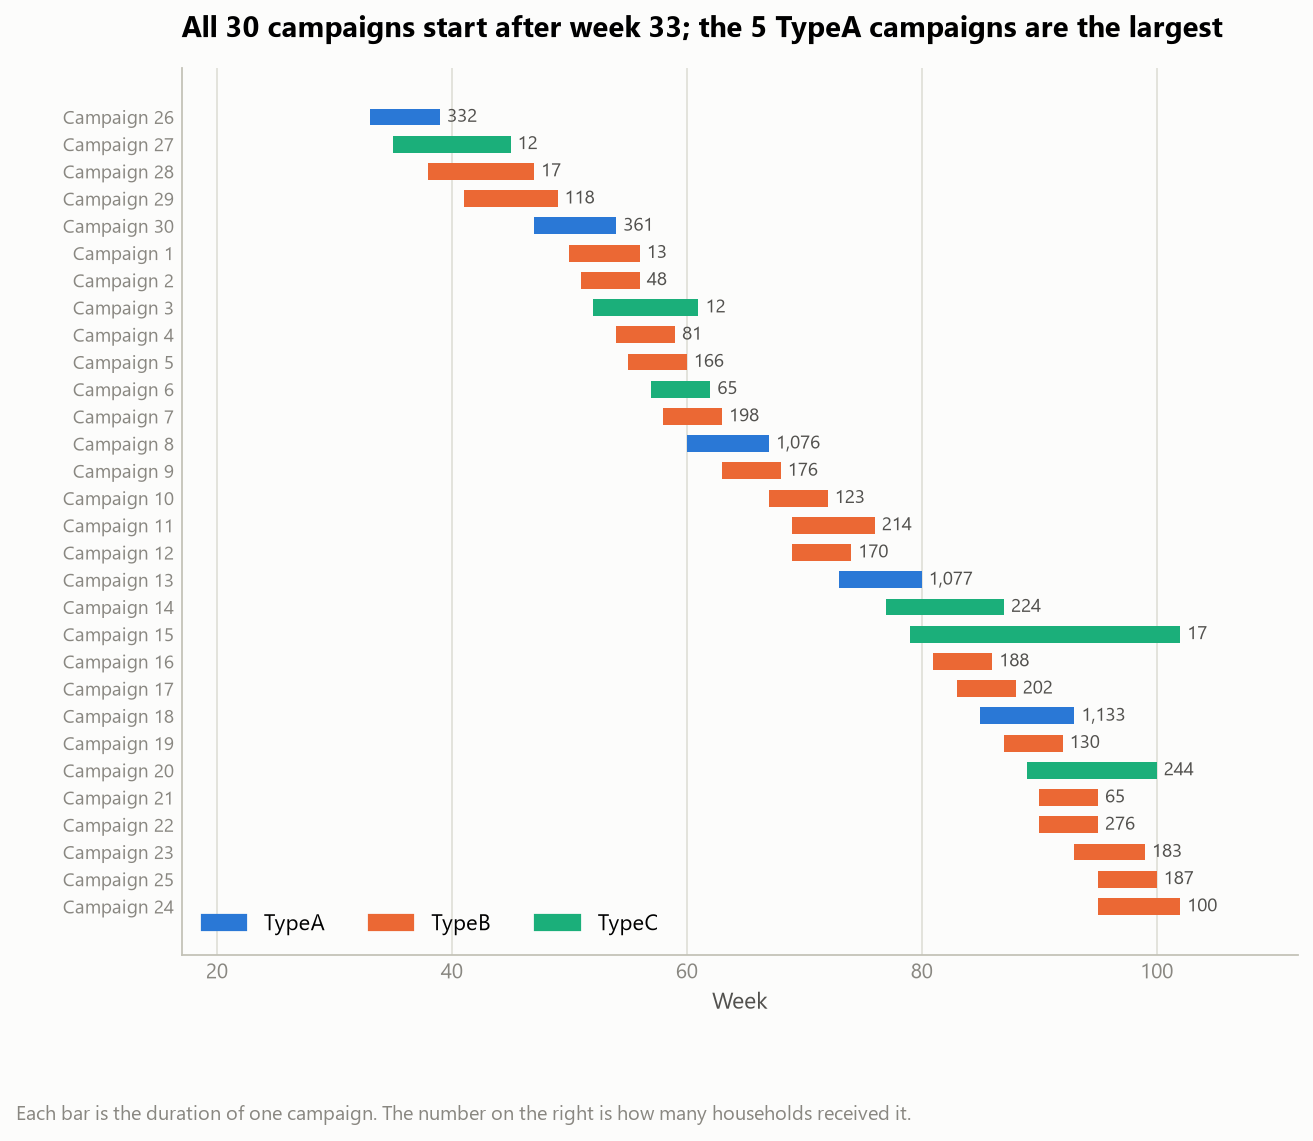 All 30 campaigns start after week 33; the 5 TypeA campaigns are the largest
Campaign 26 332
Campaign 27 12
Campaign 28 17
Campaign 29 118
Campaign 30 361
Campaign 1 13
Campaign 2 48
Campaign 3 12
Campaign 4 81
Campaign 5 166
Campaign 6 65
Campaign 7 198
Campaign 8 1,076
Campaign 9 176
Campaign 10 123
Campaign 11 214
Campaign 12 170
Campaign 13 1,077
Campaign 14 224
Campaign 15 17
Campaign 16 188
Campaign 17 202
Campaign 18 1,133
Campaign 19 130
Campaign 20 244
Campaign 21 65
Campaign 22 276
Campaign 23 183
Campaign 25 187
Campaign 24 100
TypeA TypeB TypeC
20 40 60 80 100
Week
Each bar is the duration of one campaign. The number on the right is how many households received it.